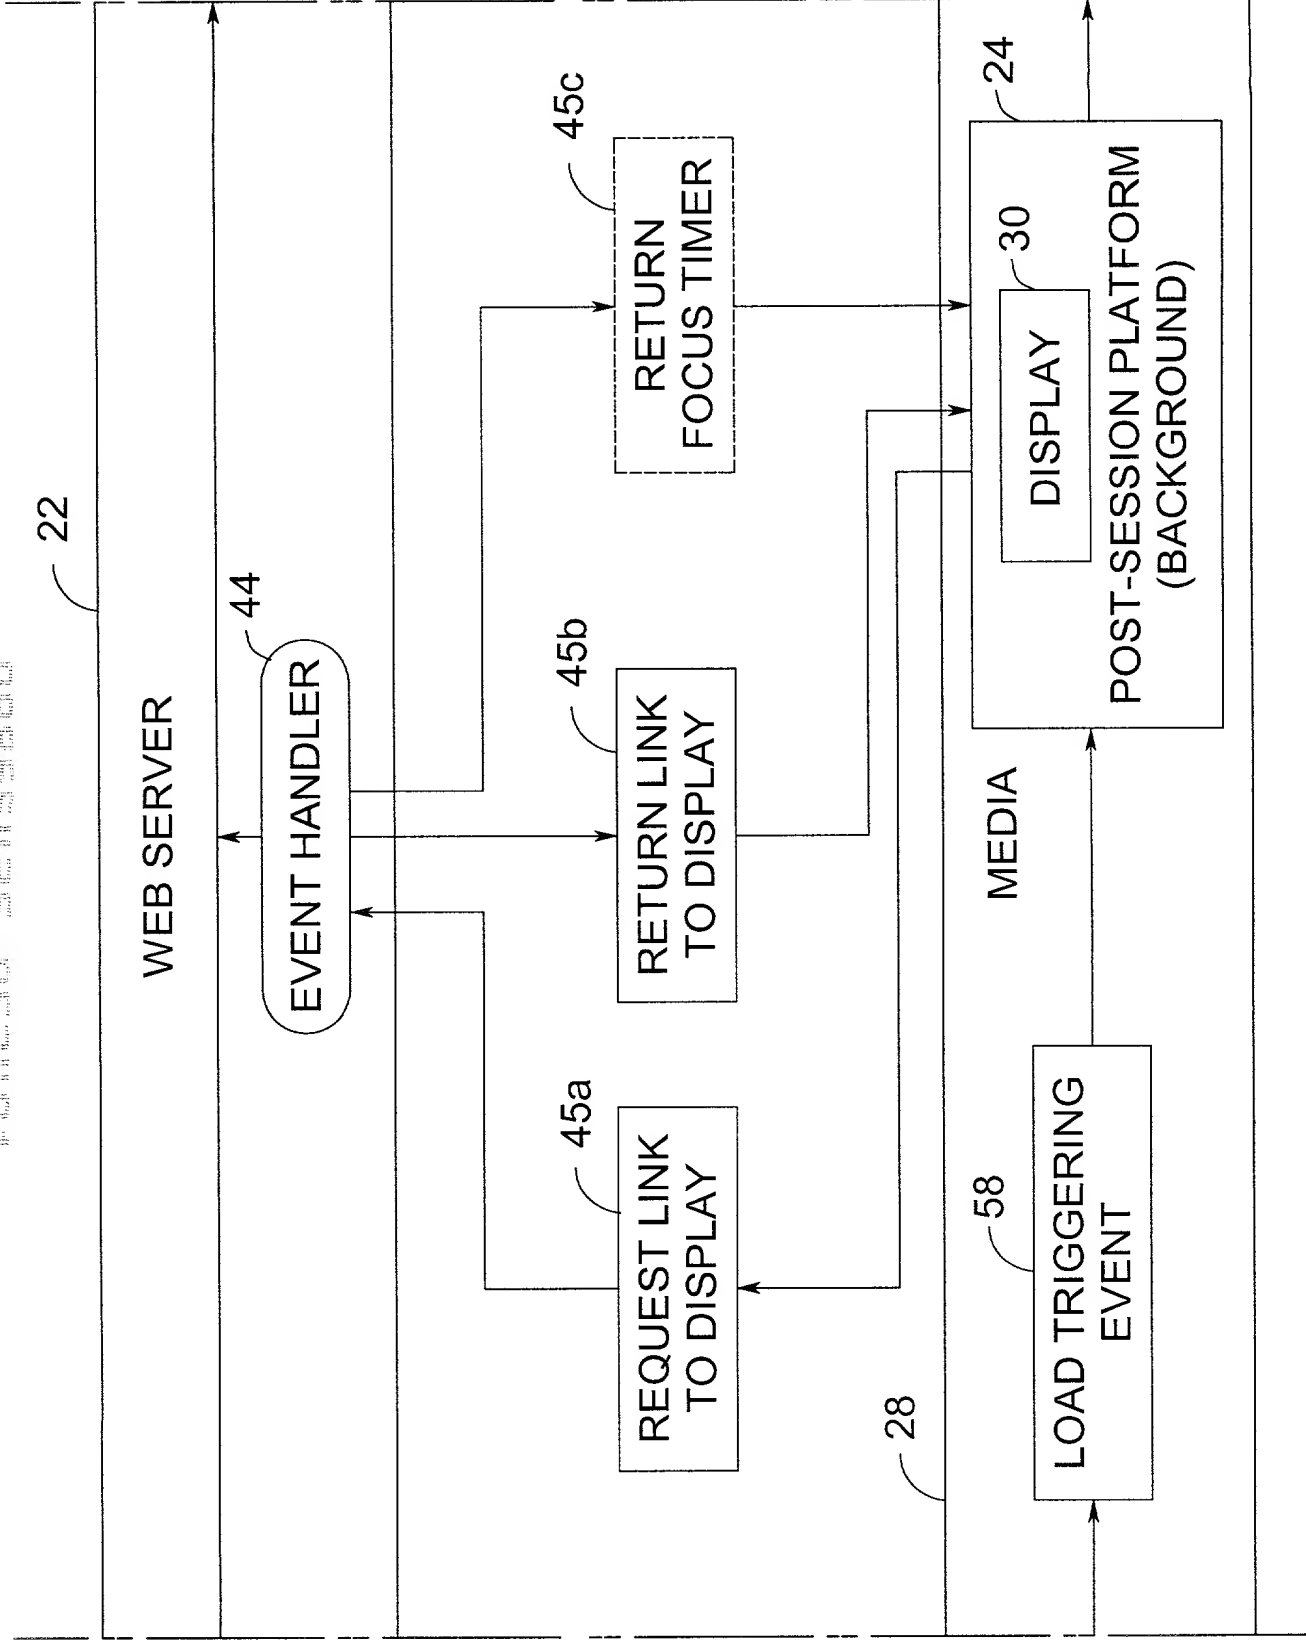 22
WEB SERVER
44
EVENT HANDLER
45a
REQUEST LINK
TO DISPLAY
45b
RETURN LINK
TO DISPLAY
45c
RETURN
FOCUS TIMER
28
MEDIA
58
LOAD TRIGGERING
EVENT
24
30
DISPLAY
POST-SESSION PLATFORM
(BACKGROUND)